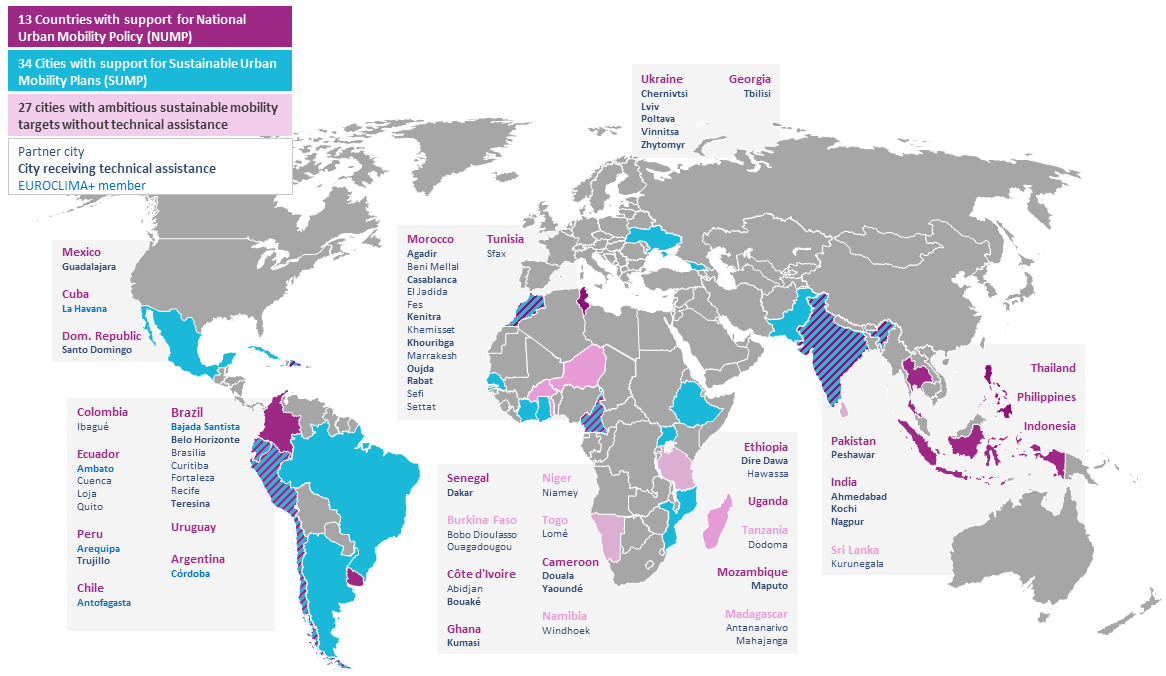 13 Countries with support for National
Urban Mobility Policy (NUMP)
34 Cities with support for Sustainable Urban
Mobility Plans (SUMP)
27 cities with ambitious sustainable mobility
targets without technical assistance
Partner city
City receiving technical assistance
EUROCLIMA+ member
Ukraine
Chernivtsi
Lviv
Poltava
Vinnitsa
Zhytomyr
Georgia
Tbilisi
Mexico
Guadalajara
Cuba
La Havana
Dom. Republic
Santo Domingo
Morocco
Agadir
Beni Mellal
Casablanca
El Jadida
Fes
Kenitra
Khemisset
Khouribga
Marrakesh
Oujda
Rabat
Sefi
Settat
Tunisia
Sfax
Colombia
Ibagué
Ecuador
Ambato
Cuenca
Loja
Quito
Peru
Arequipa
Trujillo
Chile
Antofagasta
Brazil
Bajada Santista
Belo Horizonte
Brasilia
Curitiba
Fortaleza
Recife
Teresina
Uruguay
Argentina
Córdoba
Senegal
Dakar
Burkina Faso
Bobo Dioulasso
Ouagadougou
Côte d'Ivoire
Abidjan
Bouaké
Ghana
Kumasi
Niger
Niamey
Togo
Lomé
Cameroon
Douala
Yaoundé
Namibia
Windhoek
Ethiopia
Dire Dawa
Hawassa
Uganda
Tanzania
Dodoma
Mozambique
Maputo
Madagascar
Antananarivo
Mahajanga
Thailand
Philippines
Indonesia
Pakistan
Peshawar
India
Ahmedabad
Kochi
Nagpur
Sri Lanka
Kurunegala